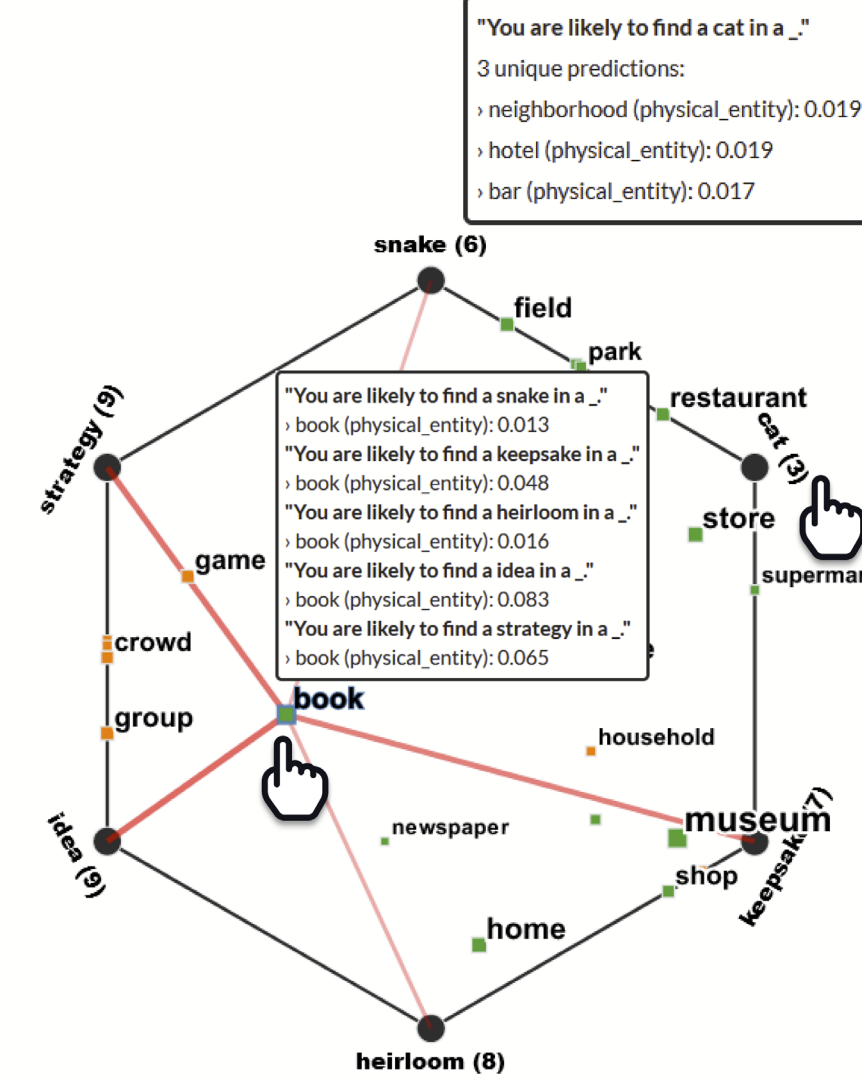 "You are likely to find a cat in a _."
3 unique predictions:
› neighborhood (physical_entity): 0.019
› hotel (physical_entity): 0.019
› bar (physical_entity): 0.017
snake (6)
field
park
restaurant
cat (3)
strategy (9)
"You are likely to find a snake in a _."
› book (physical_entity): 0.013
"You are likely to find a keepsake in a _."
› book (physical_entity): 0.048
"You are likely to find a heirloom in a _."
› book (physical_entity): 0.016
"You are likely to find a idea in a _."
› book (physical_entity): 0.083
"You are likely to find a strategy in a _."
› book (physical_entity): 0.065
store
game
supermar
crowd
book
group
household
idea (9)
newspaper
museum
keepsake (7)
shop
home
heirloom (8)